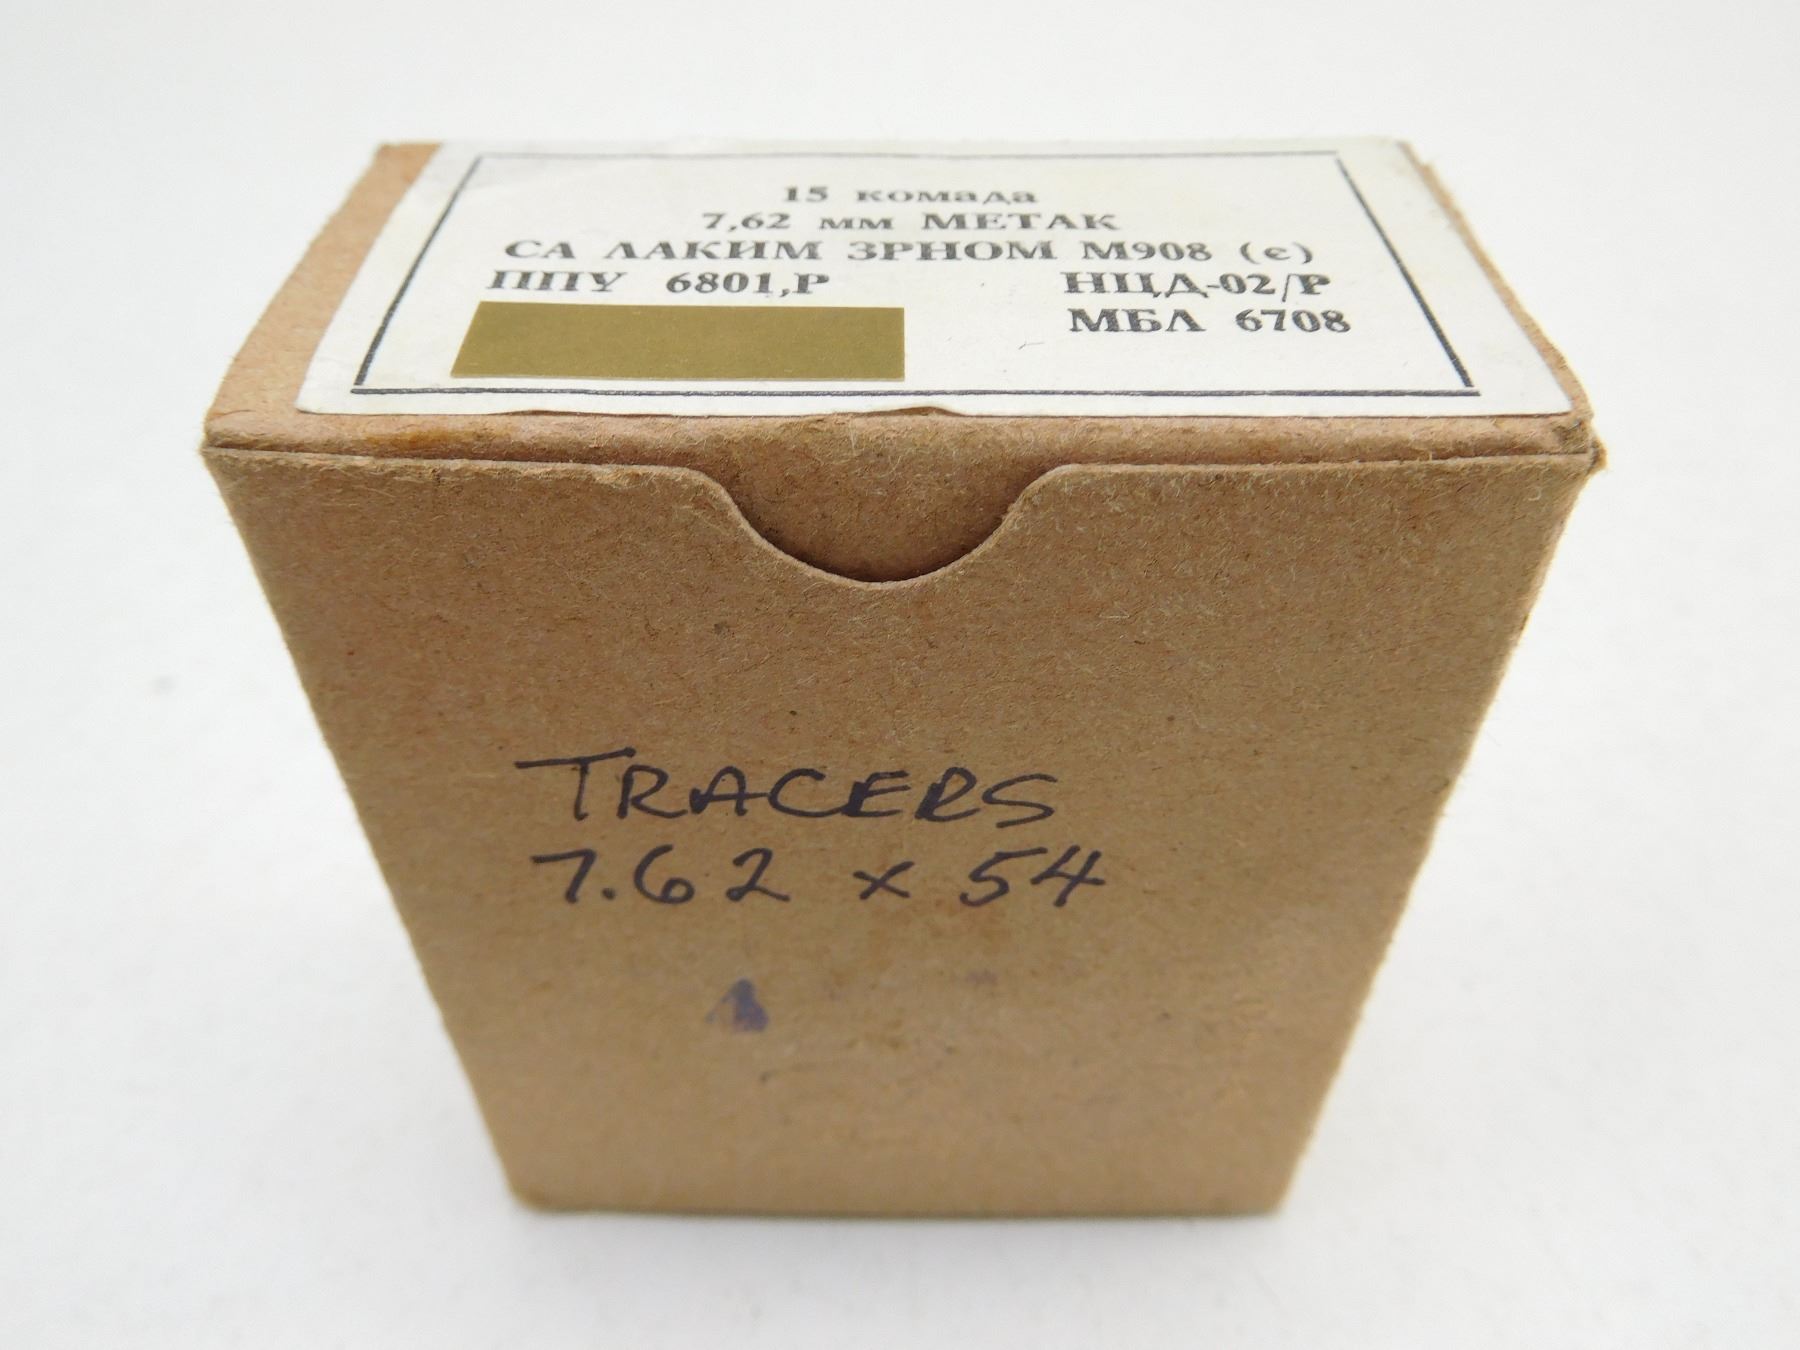 15 комада
7,62 мм МЕТАК
СА ЛАКИМ ЗРНОМ М908 (с)
ППУ 6801,Р
НЦД-02/Р
МБЛ 6708
TRACERS
7.62 x 54